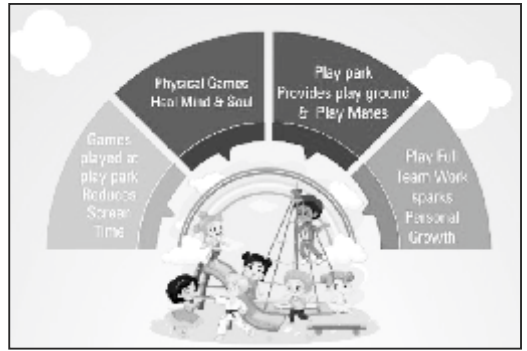 Games
played at
play park
Reduces
Screen
Time
Physical Games
Heal Mind & Soul
Play park
Provides play ground
& Play Mates
Play Full
Team Work
sparks
Personal
Growth